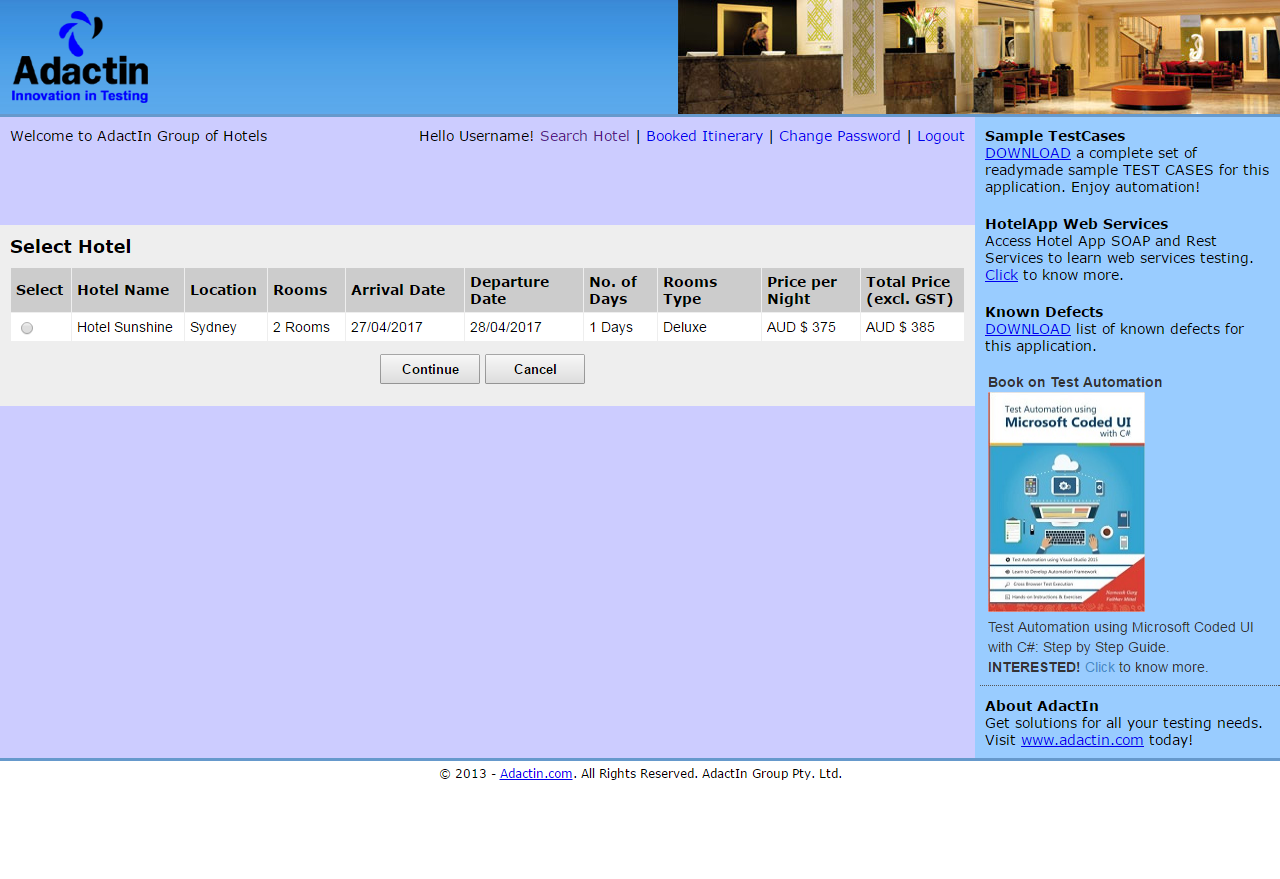 Adactin
Innovation in Testing
Welcome to AdactIn Group of Hotels
Hello Username! Search Hotel | Booked Itinerary | Change Password | Logout
Select Hotel
Select Hotel Name Location Rooms Arrival Date Departure Date No. of Days Rooms Type Price per Night Total Price (excl. GST)
Hotel Sunshine Sydney 2 Rooms 27/04/2017 28/04/2017 1 Days Deluxe AUD $ 375 AUD $ 385
Continue Cancel
Sample TestCases
DOWNLOAD a complete set of
readymade sample TEST CASES for this
application. Enjoy automation!
HotelApp Web Services
Access Hotel App SOAP and Rest
Services to learn web services testing.
Click to know more.
Known Defects
DOWNLOAD list of known defects for
this application.
Book on Test Automation
Test Automation using
Microsoft Coded UI
with C#
Test Automation using Visual Studio 2015
Learn to Develop Automation Framework
Cross Browser Test Execution
Hands-on Instructions & Exercises
Test Automation using Microsoft Coded UI
with C#: Step by Step Guide.
INTERESTED! Click to know more.
About AdactIn
Get solutions for all your testing needs.
Visit www.adactin.com today!
© 2013 - Adactin.com. All Rights Reserved. AdactIn Group Pty. Ltd.